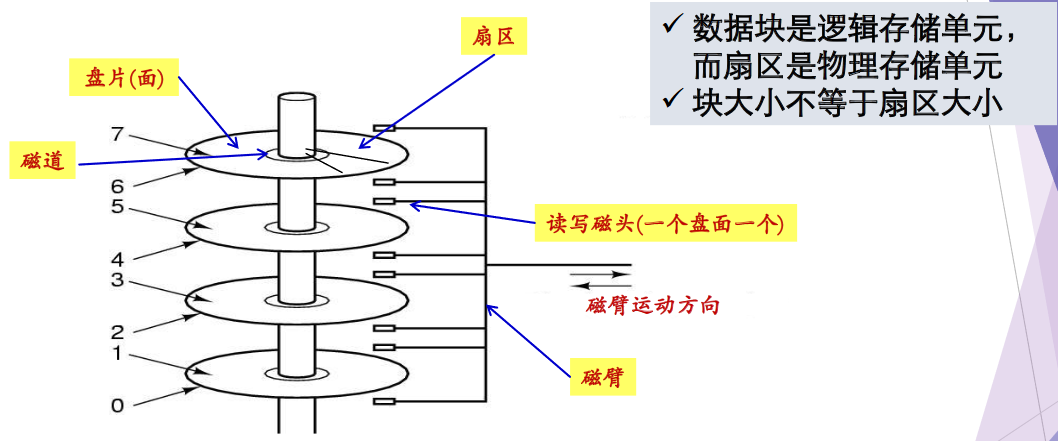 扇区
✓ 数据块是逻辑存储单元，
而扇区是物理存储单元
✓ 块大小不等于扇区大小
盘片(面)
7
磁道
6
5
读写磁头(一个盘面一个)
4
3
磁臂运动方向
2
1
磁臂
0